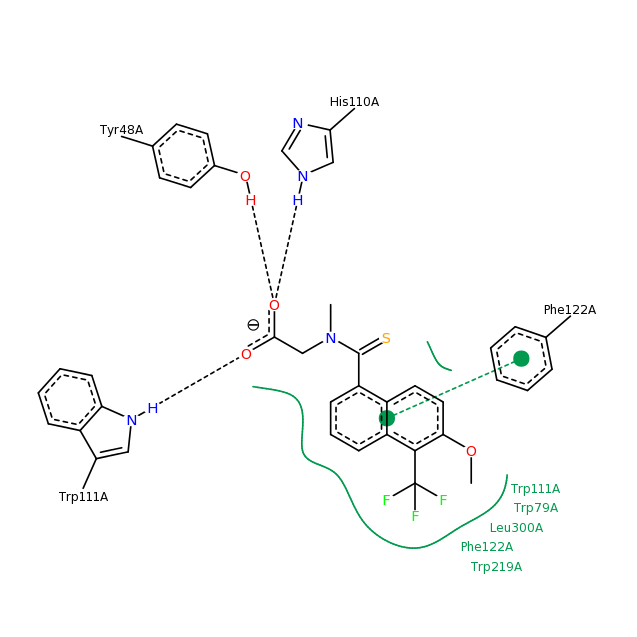 His110A
Tyr48A
N
O
N
H
H
O
Phe122A
⊖
N
S
O
H
N
O
Trp111A
F
F
F
Trp111A
Trp79A
Leu300A
Phe122A
Trp219A